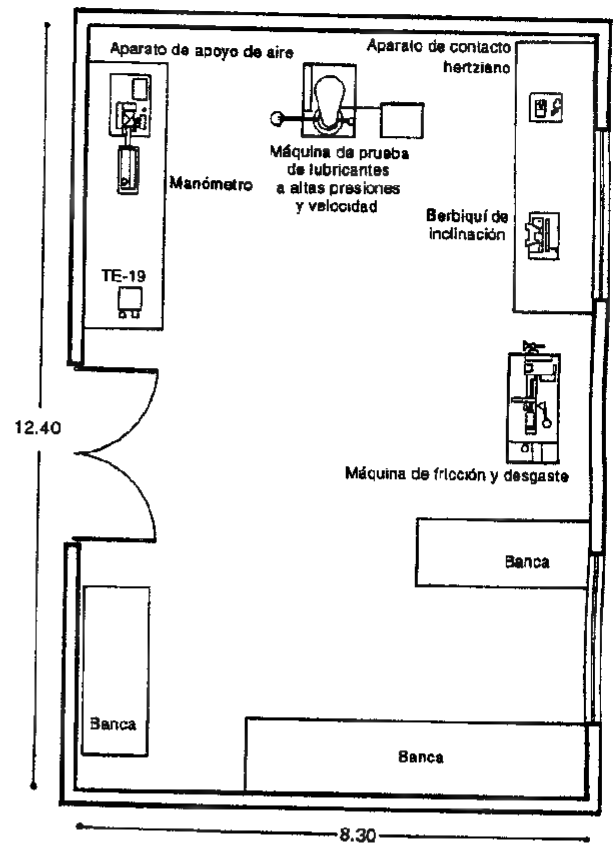 Aparato de apoyo de aire
Aparato de contacto
hertziano
Máquina de prueba
de lubricantes
a altas presiones
y velocidad
Manómetro
Berbiquí de
inclinación
TE-19
12.40
Máquina de fricción y desgaste
Banca
Banca
Banca
8.30